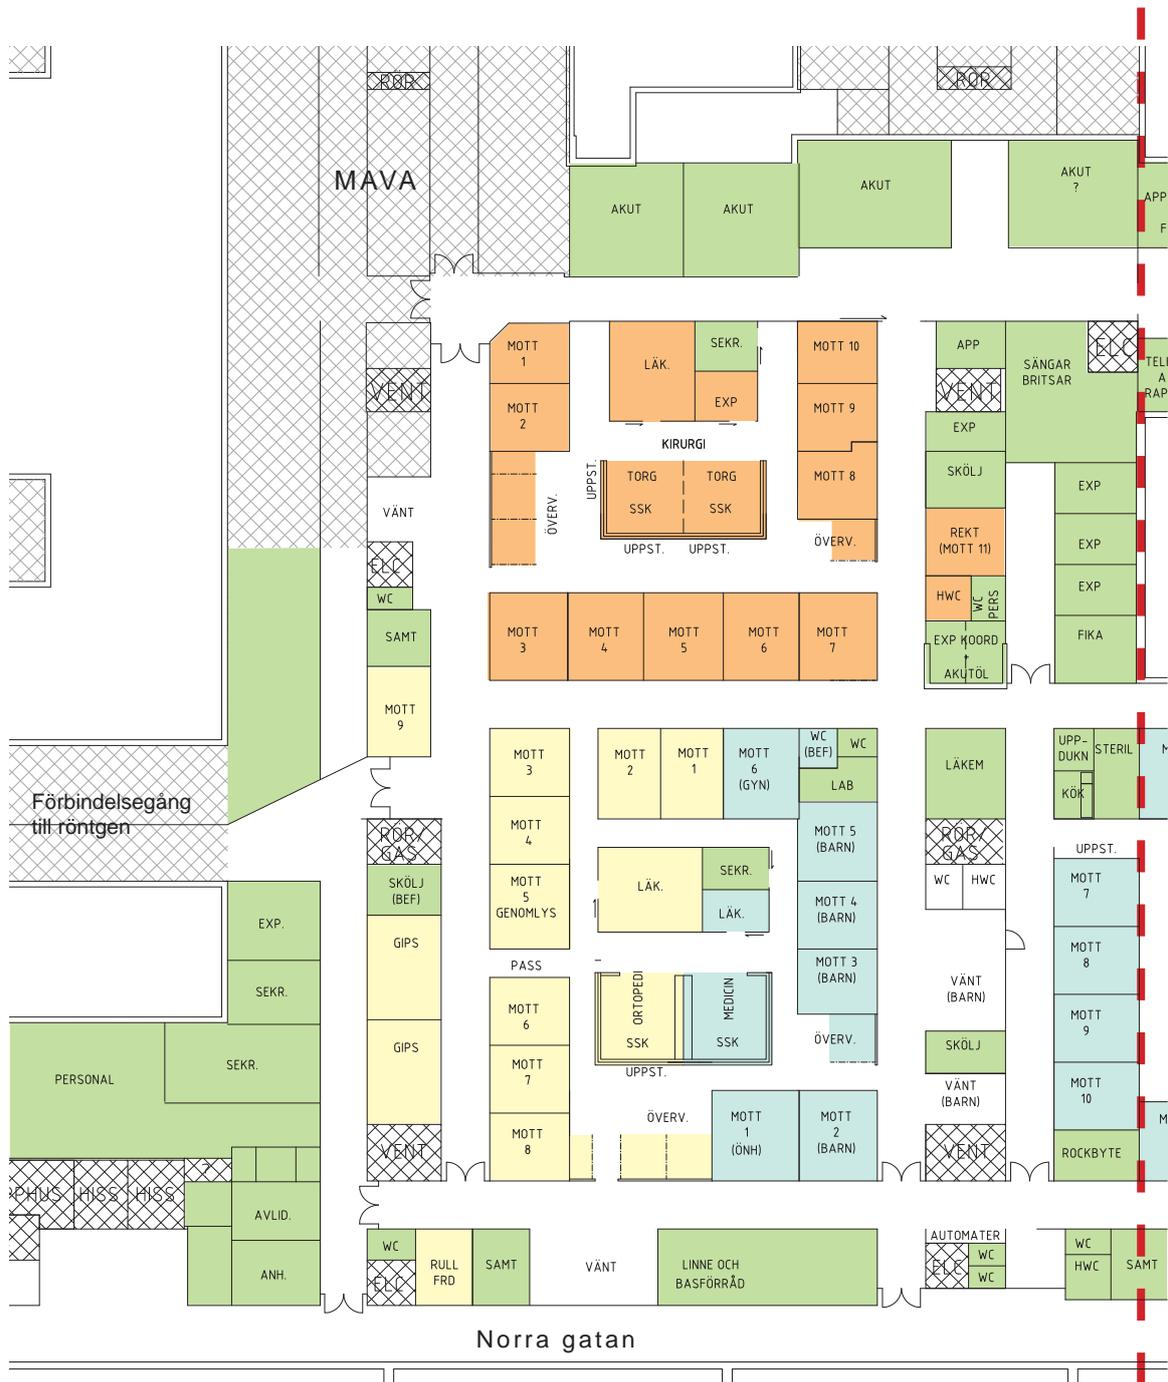 RÖR
RÖR
MAVA
AKUT
AKUT
AKUT
AKUT
?
APP
F
MOTT
1
LÄK.
SEKR.
MOTT 10
APP
SÄNGAR
BRITSAR
ELC
VENT
MOTT
2
EXP
MOTT 9
VENT
EXP
KIRURGI
UPPST.
TORG
TORG
MOTT 8
SKÖLJ
EXP
SSK
SSK
ÖVERV.
VÄNT
UPPST.
UPPST.
ÖVERV.
REKT
(MOTT 11)
EXP
ELC
WC
HWC
WC
PERS
EXP
SAMT
MOTT
3
MOTT
4
MOTT
5
MOTT
6
MOTT
7
EXP KOORD
+
AKUTÖL
FIKA
MOTT
9
MOTT
3
MOTT
2
MOTT
1
MOTT
6
(GYN)
WC
(BEF)
WC
LAB
LÄKEM
UPP-
DUKN
STERIL
KÖK
Förbindelsegång
till röntgen
RÖR/
GAS
MOTT
4
MOTT 5
(BARN)
RÖR/
GAS
UPPST.
SKÖLJ
(BEF)
MOTT
5
GENOMLYS
LÄK.
SEKR.
LÄK.
MOTT 4
(BARN)
WC
HWC
MOTT
7
EXP.
GIPS
PASS
MOTT 3
(BARN)
MOTT
8
SEKR.
MOTT
6
ORTOPEDI
MEDICIN
VÄNT
(BARN)
MOTT
9
GIPS
SSK
SSK
ÖVERV.
SKÖLJ
PERSONAL
SEKR.
MOTT
7
UPPST.
VÄNT
(BARN)
MOTT
10
ÖVERV.
MOTT
1
(ÖNH)
MOTT
2
(BARN)
VENT
MOTT
8
VENT
ROCKBYTE
PPHUS
HISS
HISS
?
AVLID.
ANH.
WC
ELC
RULL
FRD
SAMT
VÄNT
LINNE OCH
BASFÖRRÅD
AUTOMATER
ELC
WC
WC
WC
HWC
SAMT
Norra gatan